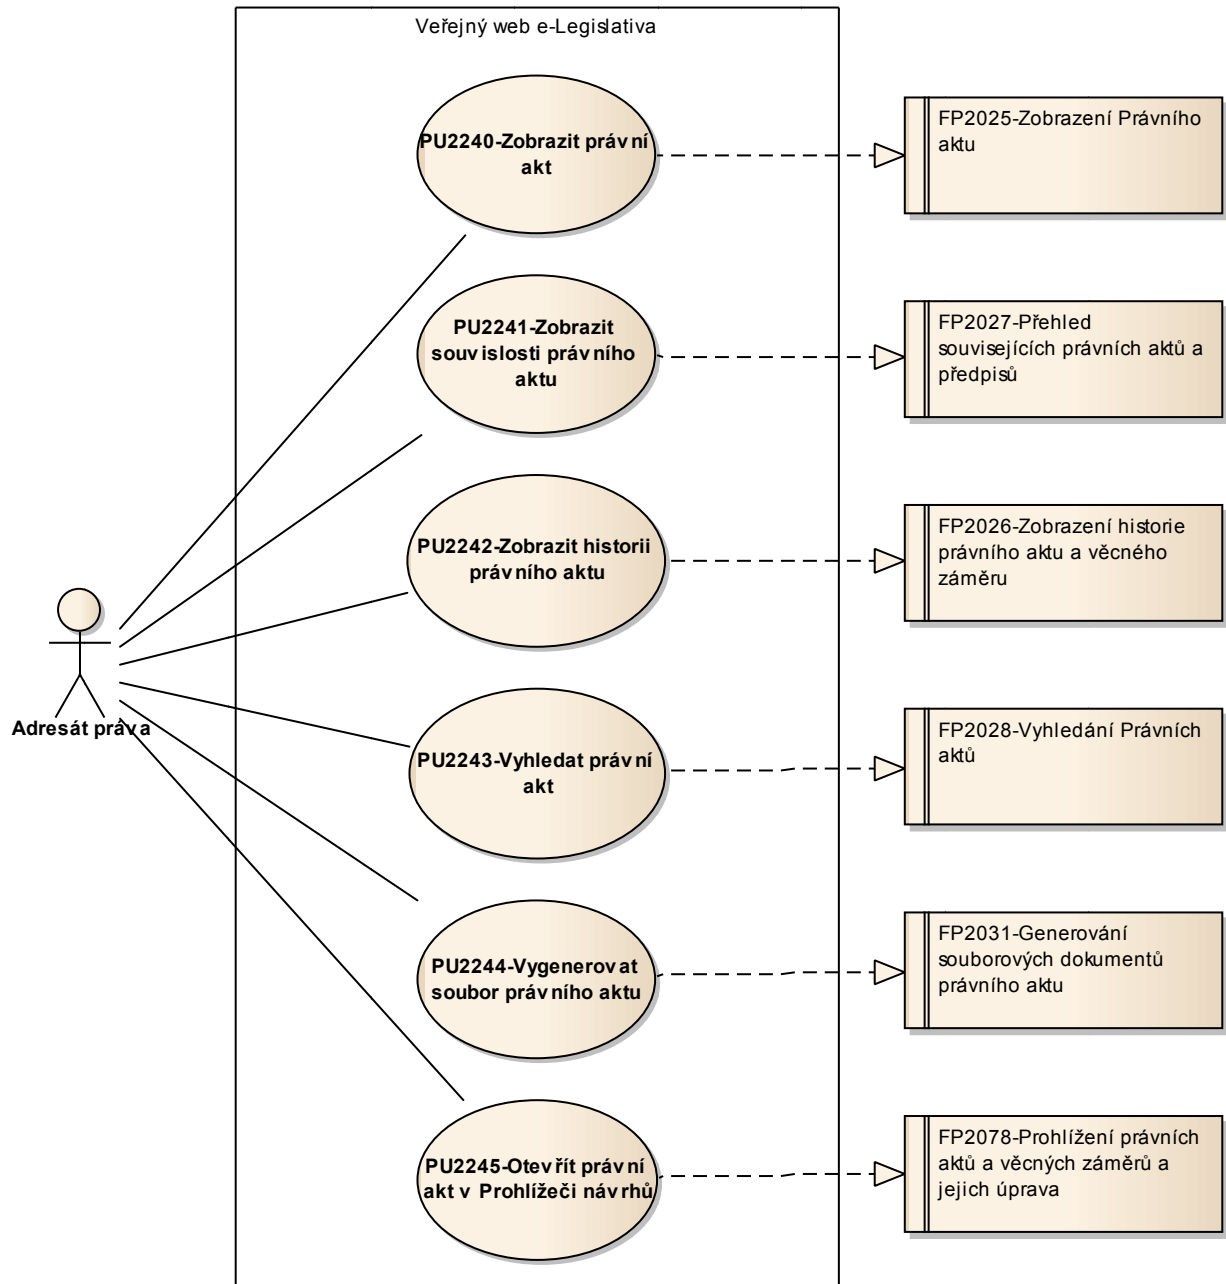 Veřejný web e-Legislativa
PU2240-Zobrazit právní
akt
FP2025-Zobrazení Právního
aktu
PU2241-Zobrazit
souvislosti právního
aktu
FP2027-Přehled
souvisejících právních aktů a
předpisů
PU2242-Zobrazit historii
právního aktu
FP2026-Zobrazení historie
právního aktu a věcného
záměru
Adresát práva
PU2243-Vyhledat právní
akt
FP2028-Vyhledání Právních
aktů
PU2244-Vygenerovat
soubor právního aktu
FP2031-Generování
souborových dokumentů
právního aktu
PU2245-Otevřít právní
akt v Prohlížeči návrhů
FP2078-Prohlížení právních
aktů a věcných záměrů a
jejich úprava